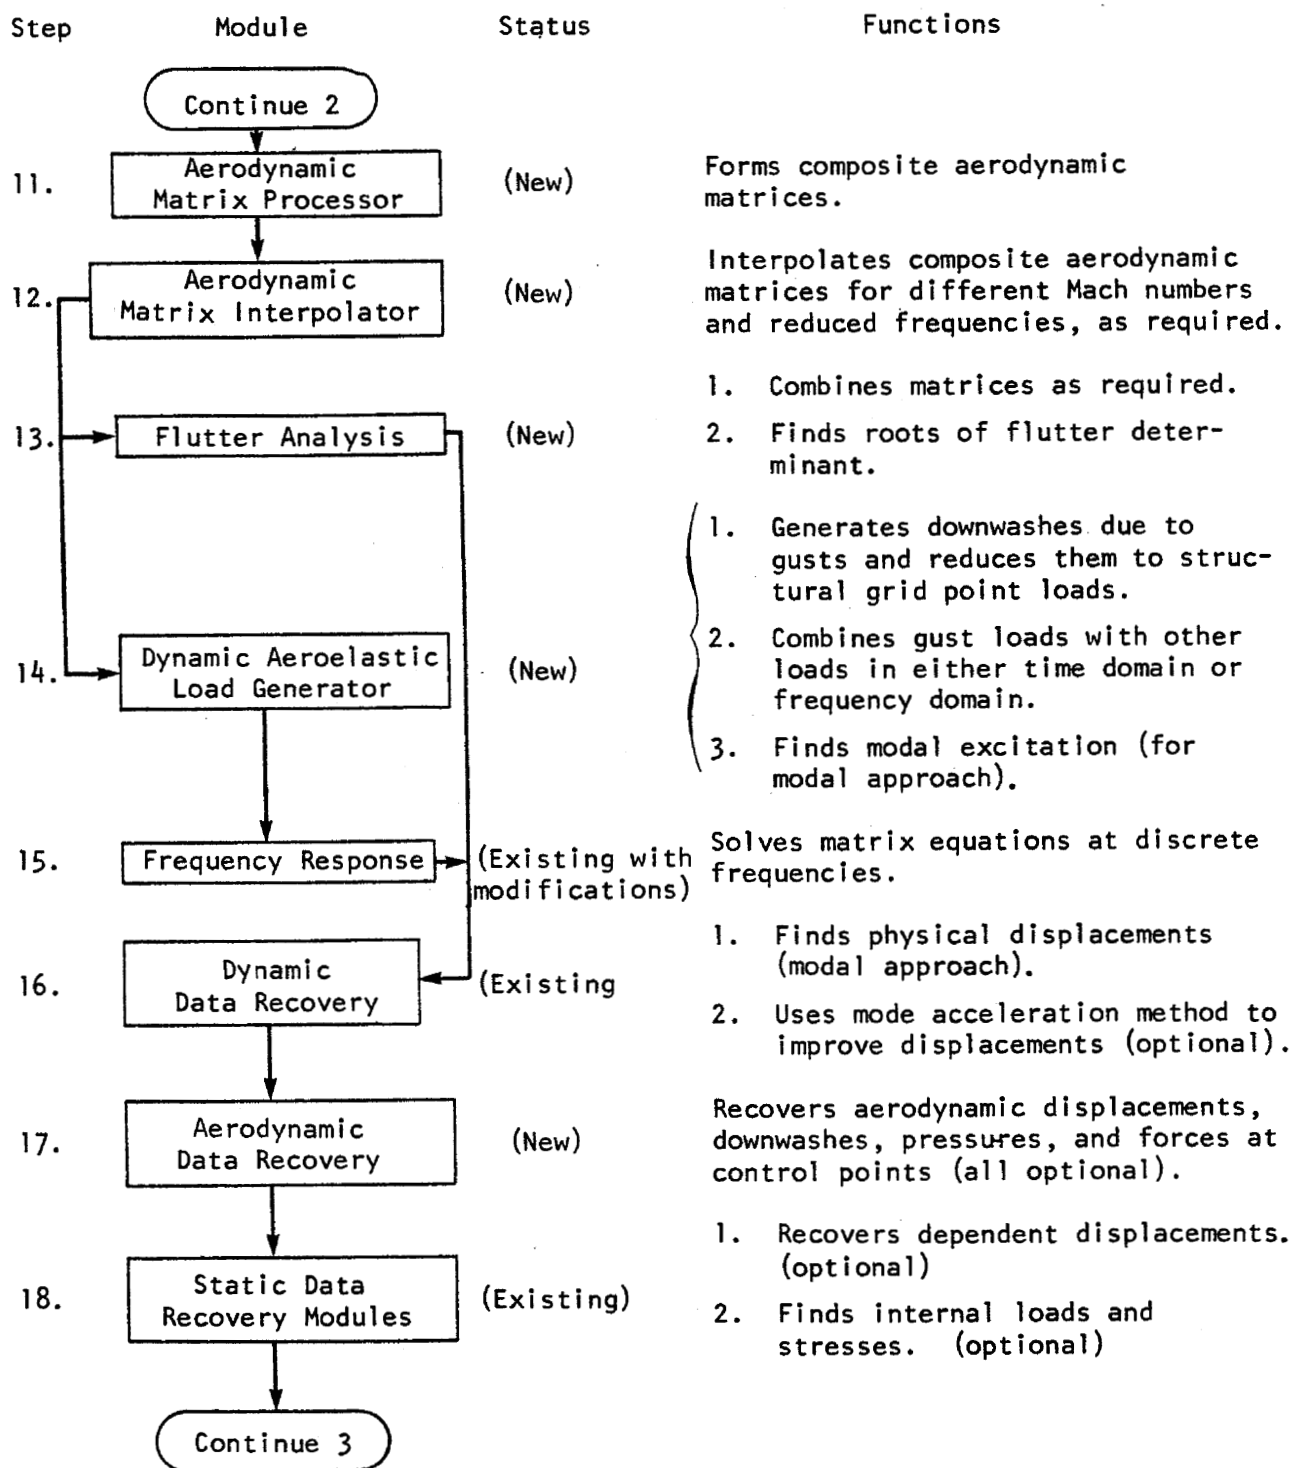 Step Module Status Functions
Continue 2
11. Aerodynamic
Matrix Processor
(New)
Forms composite aerodynamic
matrices.
12. Aerodynamic
Matrix Interpolator
(New)
Interpolates composite aerodynamic
matrices for different Mach numbers
and reduced frequencies, as required.
13. Flutter Analysis
(New)
1. Combines matrices as required.
2. Finds roots of flutter deter-
minant.
14. Dynamic Aeroelastic
Load Generator
(New)
1. Generates downwashes due to
gusts and reduces them to struc-
tural grid point loads.
2. Combines gust loads with other
loads in either time domain or
frequency domain.
3. Finds modal excitation (for
modal approach).
15. Frequency Response
(Existing with
modifications)
Solves matrix equations at discrete
frequencies.
16. Dynamic
Data Recovery
(Existing
1. Finds physical displacements
(modal approach).
2. Uses mode acceleration method to
improve displacements (optional).
17. Aerodynamic
Data Recovery
(New)
Recovers aerodynamic displacements,
downwashes, pressures, and forces at
control points (all optional).
18. Static Data
Recovery Modules
(Existing)
1. Recovers dependent displacements.
(optional)
2. Finds internal loads and
stresses. (optional)
Continue 3